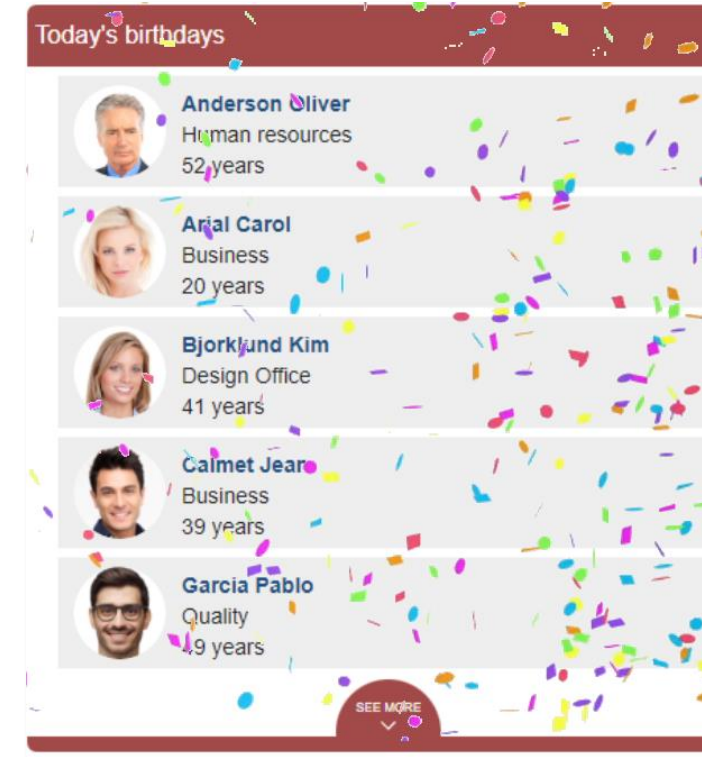 Today's birthdays
Anderson Oliver
Human resources
52 years
Arial Carol
Business
20 years
Bjorklund Kim
Design Office
41 years
Calmet Jean
Business
39 years
Garcia Pablo
Quality
49 years
SEE MORE